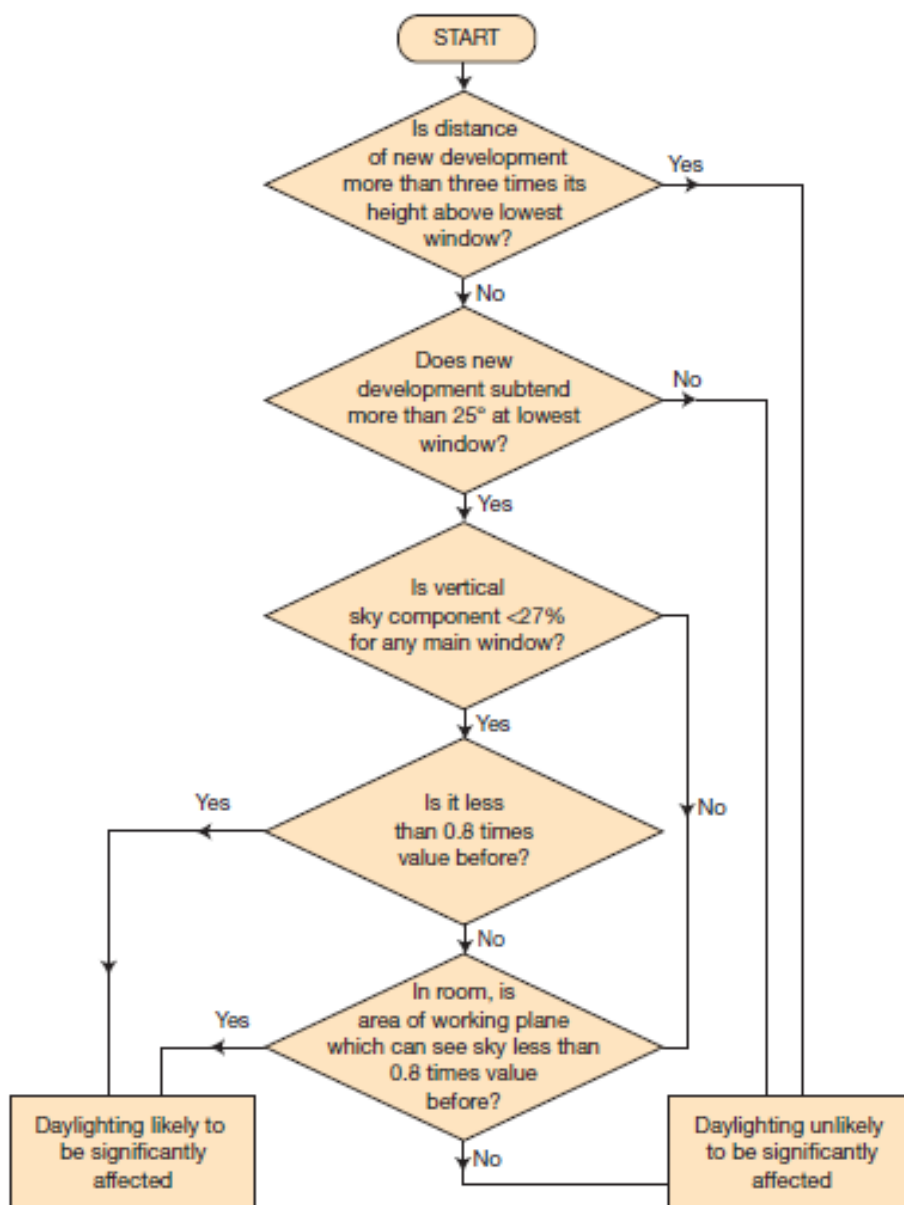 START
Is distance
of new development
more than three times its
height above lowest
window?
Yes
No
Does new
development subtend
more than 25° at lowest
window?
No
Yes
Is vertical
sky component <27%
for any main window?
Yes
No
Is it less
than 0.8 times
value before?
Yes
No
In room, is
area of working plane
which can see sky less than
0.8 times value
before?
Yes
No
Daylighting likely to
be significantly
affected
Daylighting unlikely
to be significantly
affected